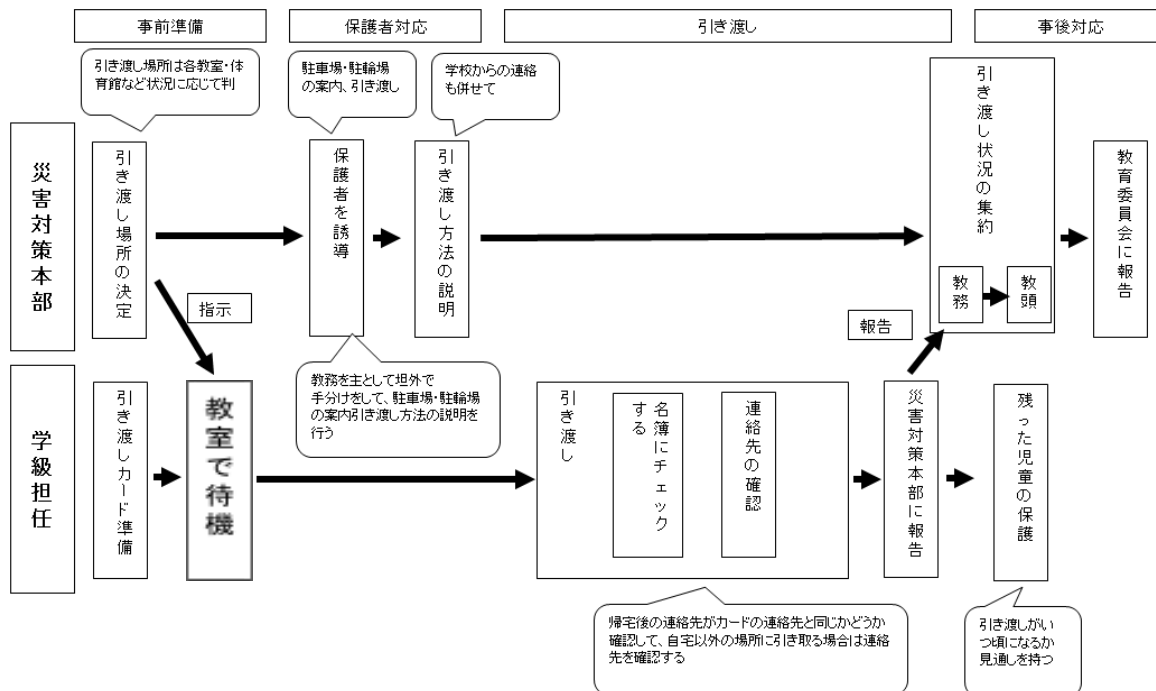 事前準備
保護者対応
引き渡し
事後対応
引き渡し場所は各教室・体
育館など状況に応じて判
駐車場・駐輪場
の案内、引き渡し
学校からの連絡
も併せて
災害対策本部
引き渡し場所の決定
保護者を誘導
引き渡し方法の説明
引き渡し状況の集約
教務
教頭
教育委員会に報告
指示
報告
教務を主として担外で
手分けをして、駐車場・駐輪場
の案内引き渡し方法の説明を
行う
学級担任
引き渡しカード準備
教室で待機
引き渡し
名簿にチェック
する
連絡先の確認
災害対策本部に報告
残った児童の保護
帰宅後の連絡先がカードの連絡先と同じかどうか
確認して、自宅以外の場所に引き取る場合は連絡
先を確認する
引き渡しがい
つ頃になるか
見通しを持つ